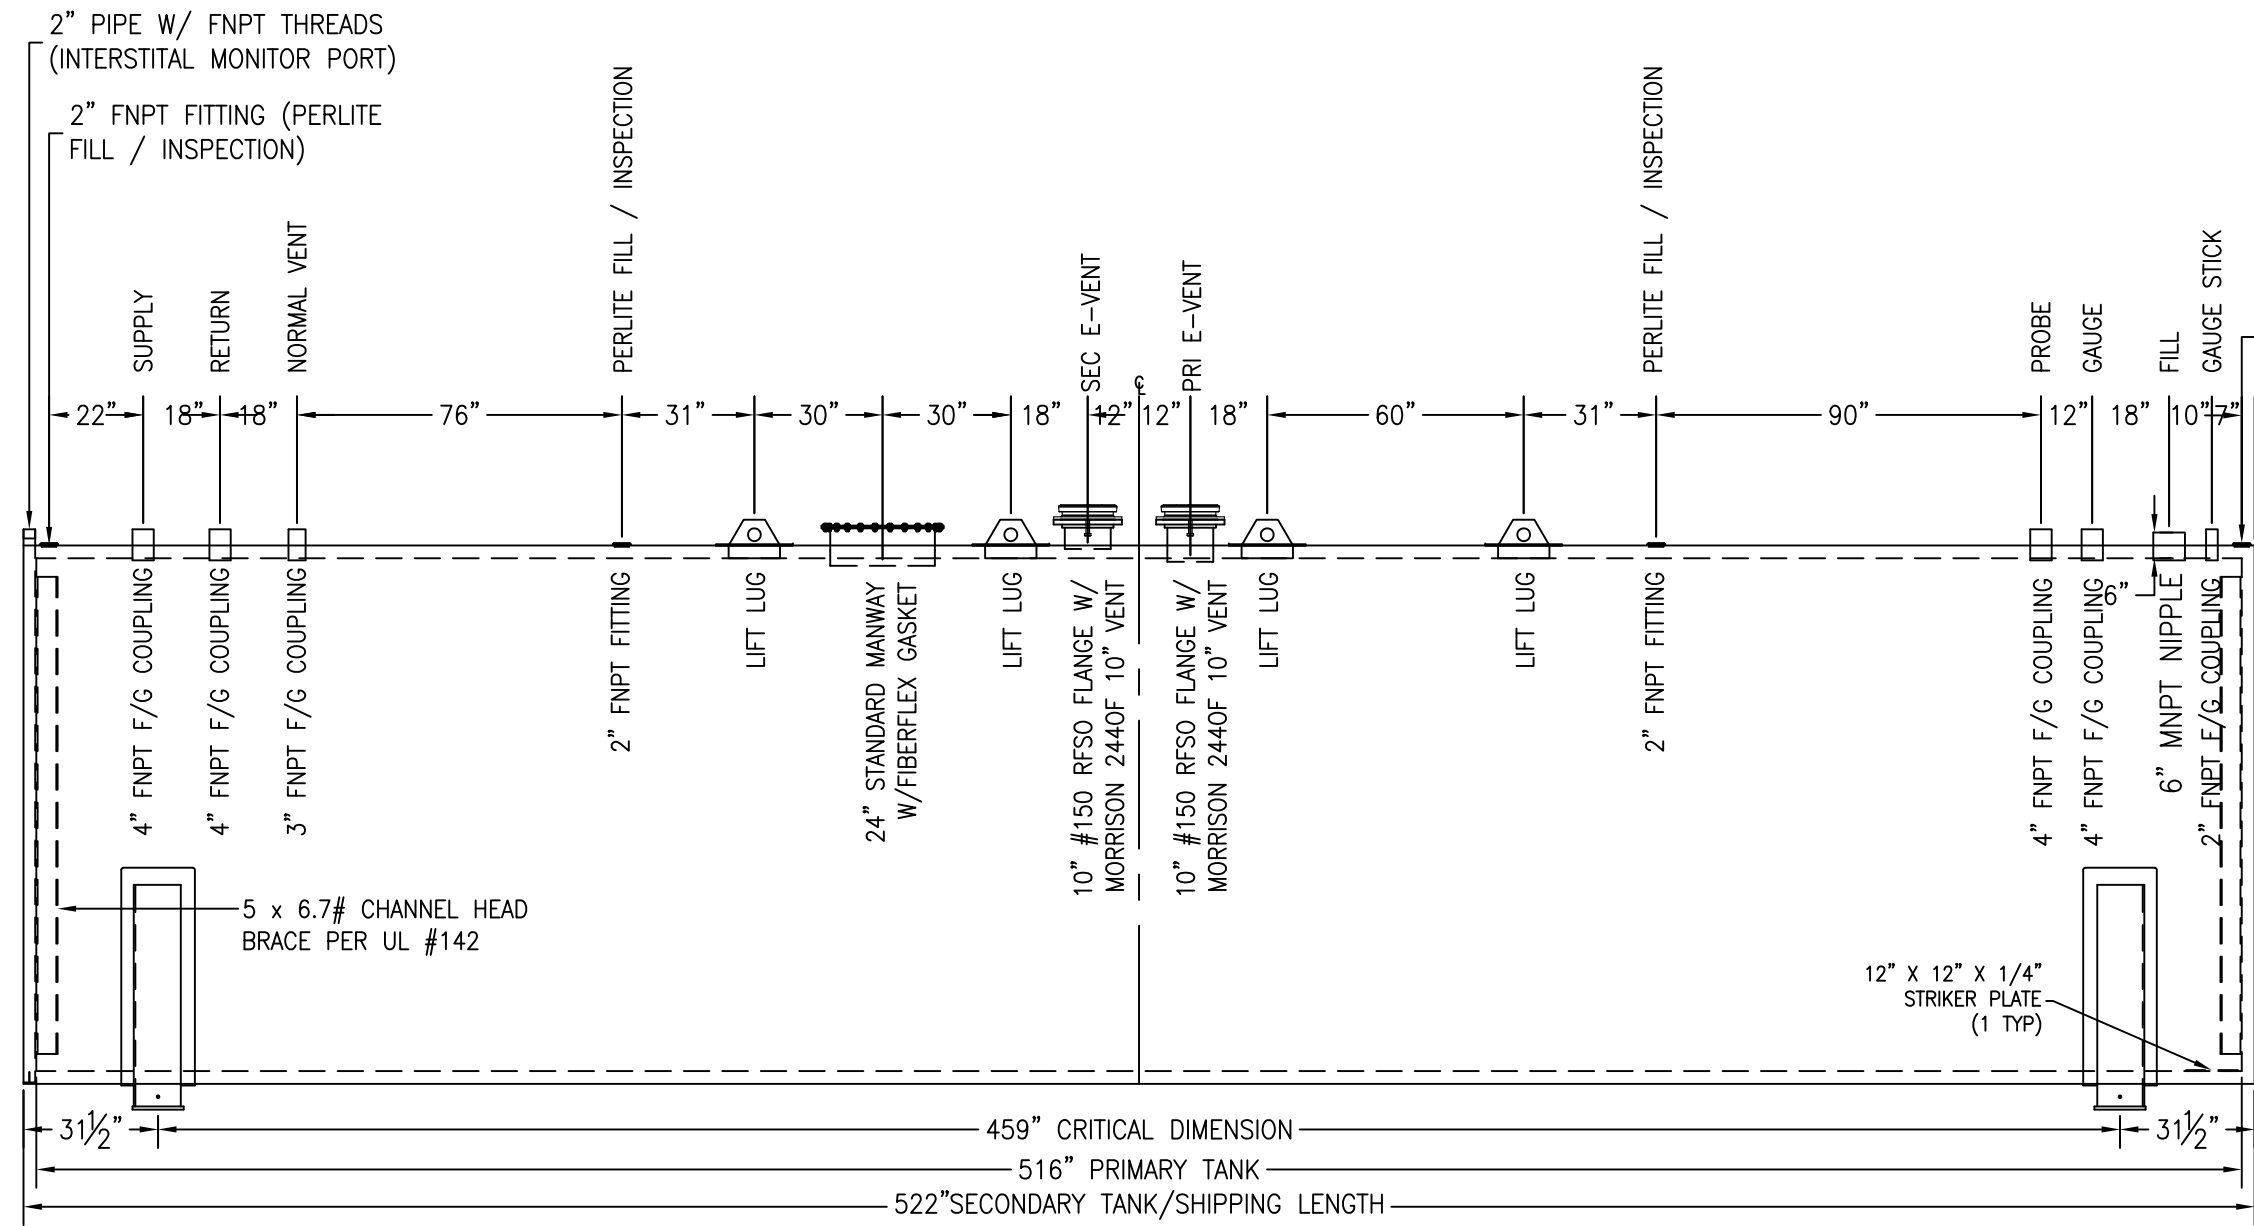 2” PIPE W/ FNPT THREADS
(INTERSTITAL MONITOR PORT)
2” FNPT FITTING (PERLITE
FILL / INSPECTION)
SUPPLY
RETURN
NORMAL VENT
PERLITE FILL / INSPECTION
SEC E-VENT
℄
PRI E-VENT
PERLITE FILL / INSPECTION
PROBE
GAUGE
FILL
GAUGE STICK
22” 18” 18” 76” 31” 30” 30” 18” 12” 12” 18” 60” 31” 90” 12” 18” 10” 7”
4” FNPT F/G COUPLING
4” FNPT F/G COUPLING
3” FNPT F/G COUPLING
2” FNPT FITTING
LIFT LUG
24” STANDARD MANWAY
W/FIBERFLEX GASKET
LIFT LUG
10” #150 RFSO FLANGE W/
MORRISON 244OF 10” VENT
10” #150 RFSO FLANGE W/
MORRISON 244OF 10” VENT
LIFT LUG
LIFT LUG
2” FNPT FITTING
4” FNPT F/G COUPLING
4” FNPT F/G COUPLING
6”
6” MNPT NIPPLE
2” FNPT F/G COUPLING
5 x 6.7# CHANNEL HEAD
BRACE PER UL #142
12” X 12” X 1/4”
STRIKER PLATE
(1 TYP)
31½” 459” CRITICAL DIMENSION 31½”
516” PRIMARY TANK
522”SECONDARY TANK/SHIPPING LENGTH